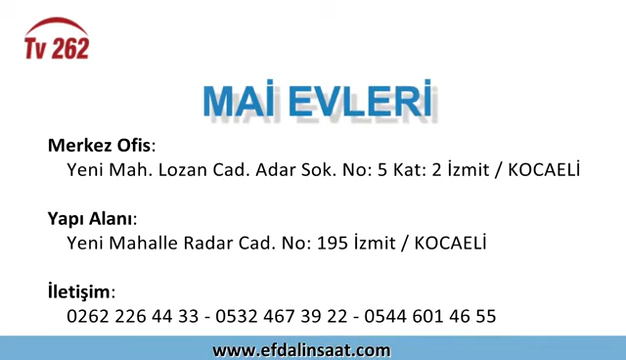 Tv 262
MAİ EVLERİ
Merkez Ofis:
Yeni Mah. Lozan Cad. Adar Sok. No: 5 Kat: 2 İzmit / KOCAELİ
Yapı Alanı:
Yeni Mahalle Radar Cad. No: 195 İzmit / KOCAELİ
İletişim:
0262 226 44 33 - 0532 467 39 22 - 0544 601 46 55
www.efdalinsaat.com